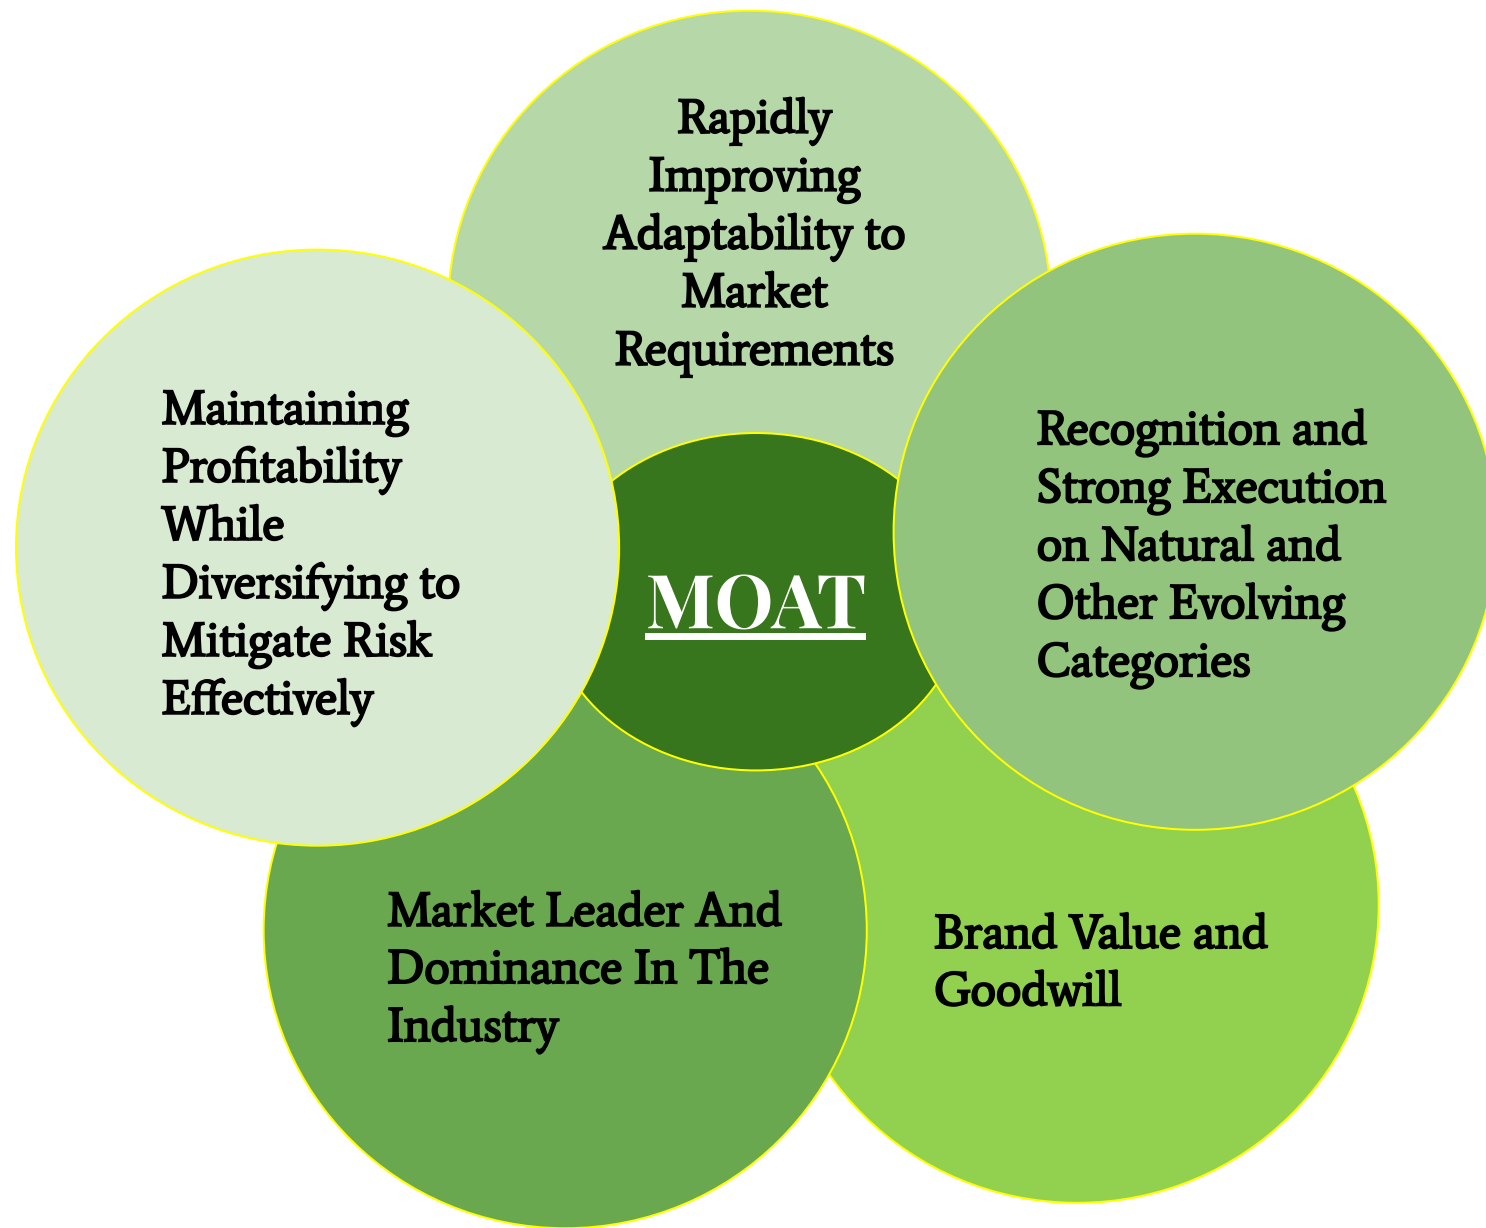 Rapidly
Improving
Adaptability to
Market
Requirements
Maintaining
Profitability
While
Diversifying to
Mitigate Risk
Effectively
MOAT
Recognition and
Strong Execution
on Natural and
Other Evolving
Categories
Market Leader And
Dominance In The
Industry
Brand Value and
Goodwill